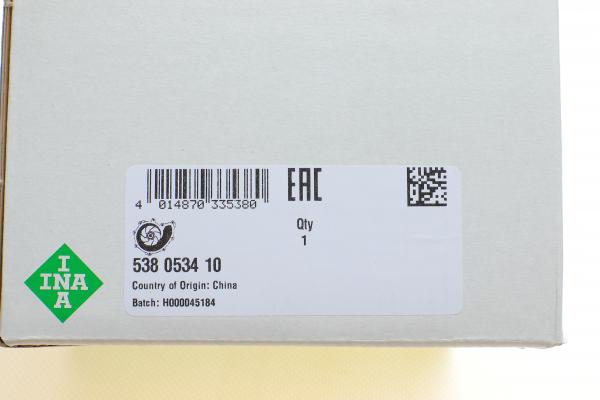 4 014870 335380
EAC
Qty
1
538 0534 10
Country of Origin: China
Batch: H000045184
I
INA
A